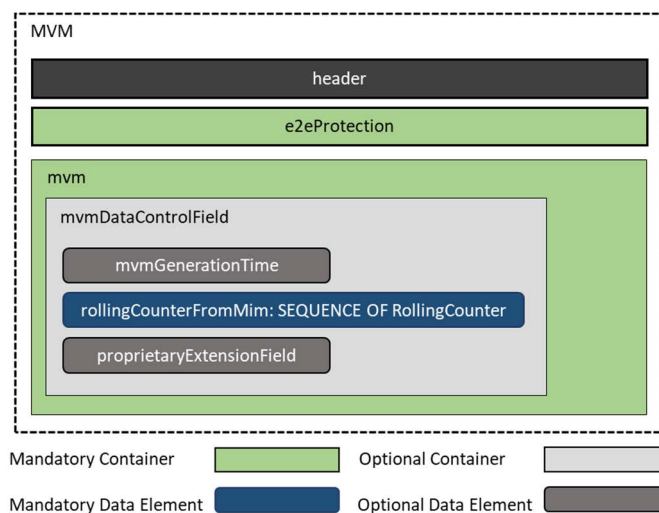 MVM
header
e2eProtection
mvm
mvmDataControlField
mvmGenerationTime
rollingCounterFromMim: SEQUENCE OF RollingCounter
proprietaryExtensionField
Mandatory Container
Optional Container
Mandatory Data Element
Optional Data Element